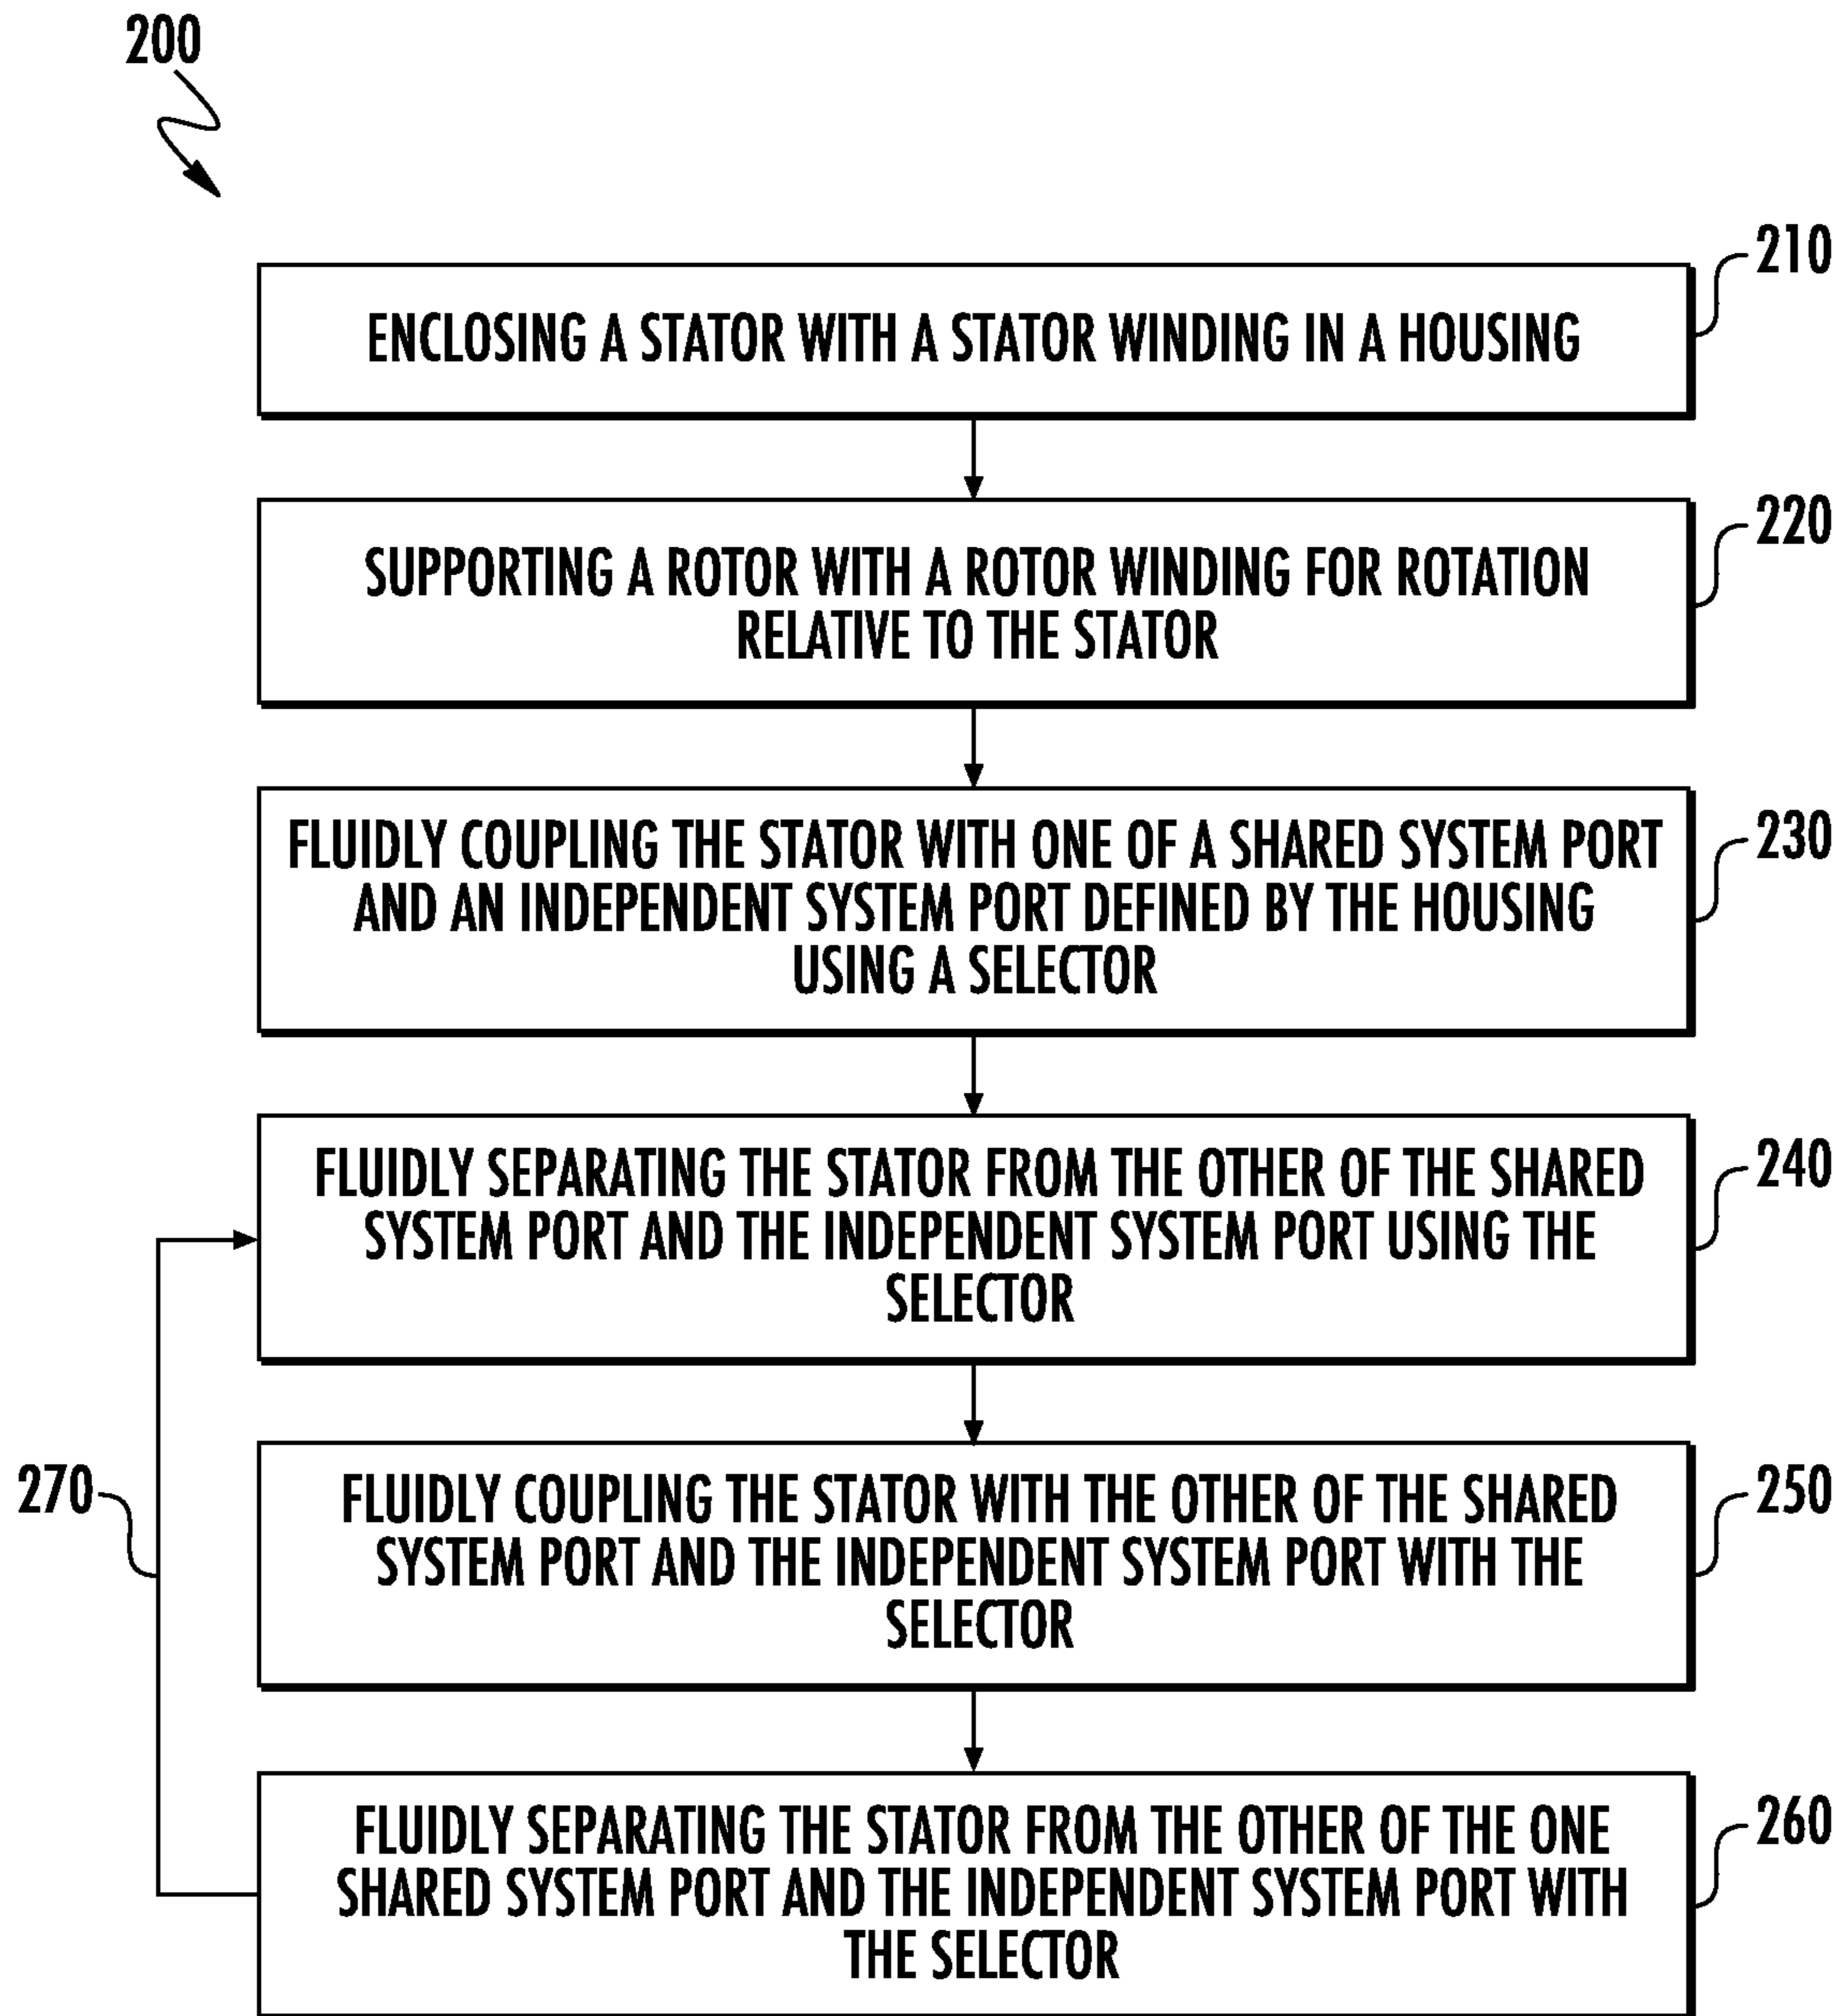 200
210
ENCLOSING A STATOR WITH A STATOR WINDING IN A HOUSING
220
SUPPORTING A ROTOR WITH A ROTOR WINDING FOR ROTATION
RELATIVE TO THE STATOR
230
FLUIDLY COUPLING THE STATOR WITH ONE OF A SHARED SYSTEM PORT
AND AN INDEPENDENT SYSTEM PORT DEFINED BY THE HOUSING
USING A SELECTOR
240
FLUIDLY SEPARATING THE STATOR FROM THE OTHER OF THE SHARED
SYSTEM PORT AND THE INDEPENDENT SYSTEM PORT USING THE
SELECTOR
270
250
FLUIDLY COUPLING THE STATOR WITH THE OTHER OF THE SHARED
SYSTEM PORT AND THE INDEPENDENT SYSTEM PORT WITH THE
SELECTOR
260
FLUIDLY SEPARATING THE STATOR FROM THE OTHER OF THE ONE
SHARED SYSTEM PORT AND THE INDEPENDENT SYSTEM PORT WITH
THE SELECTOR